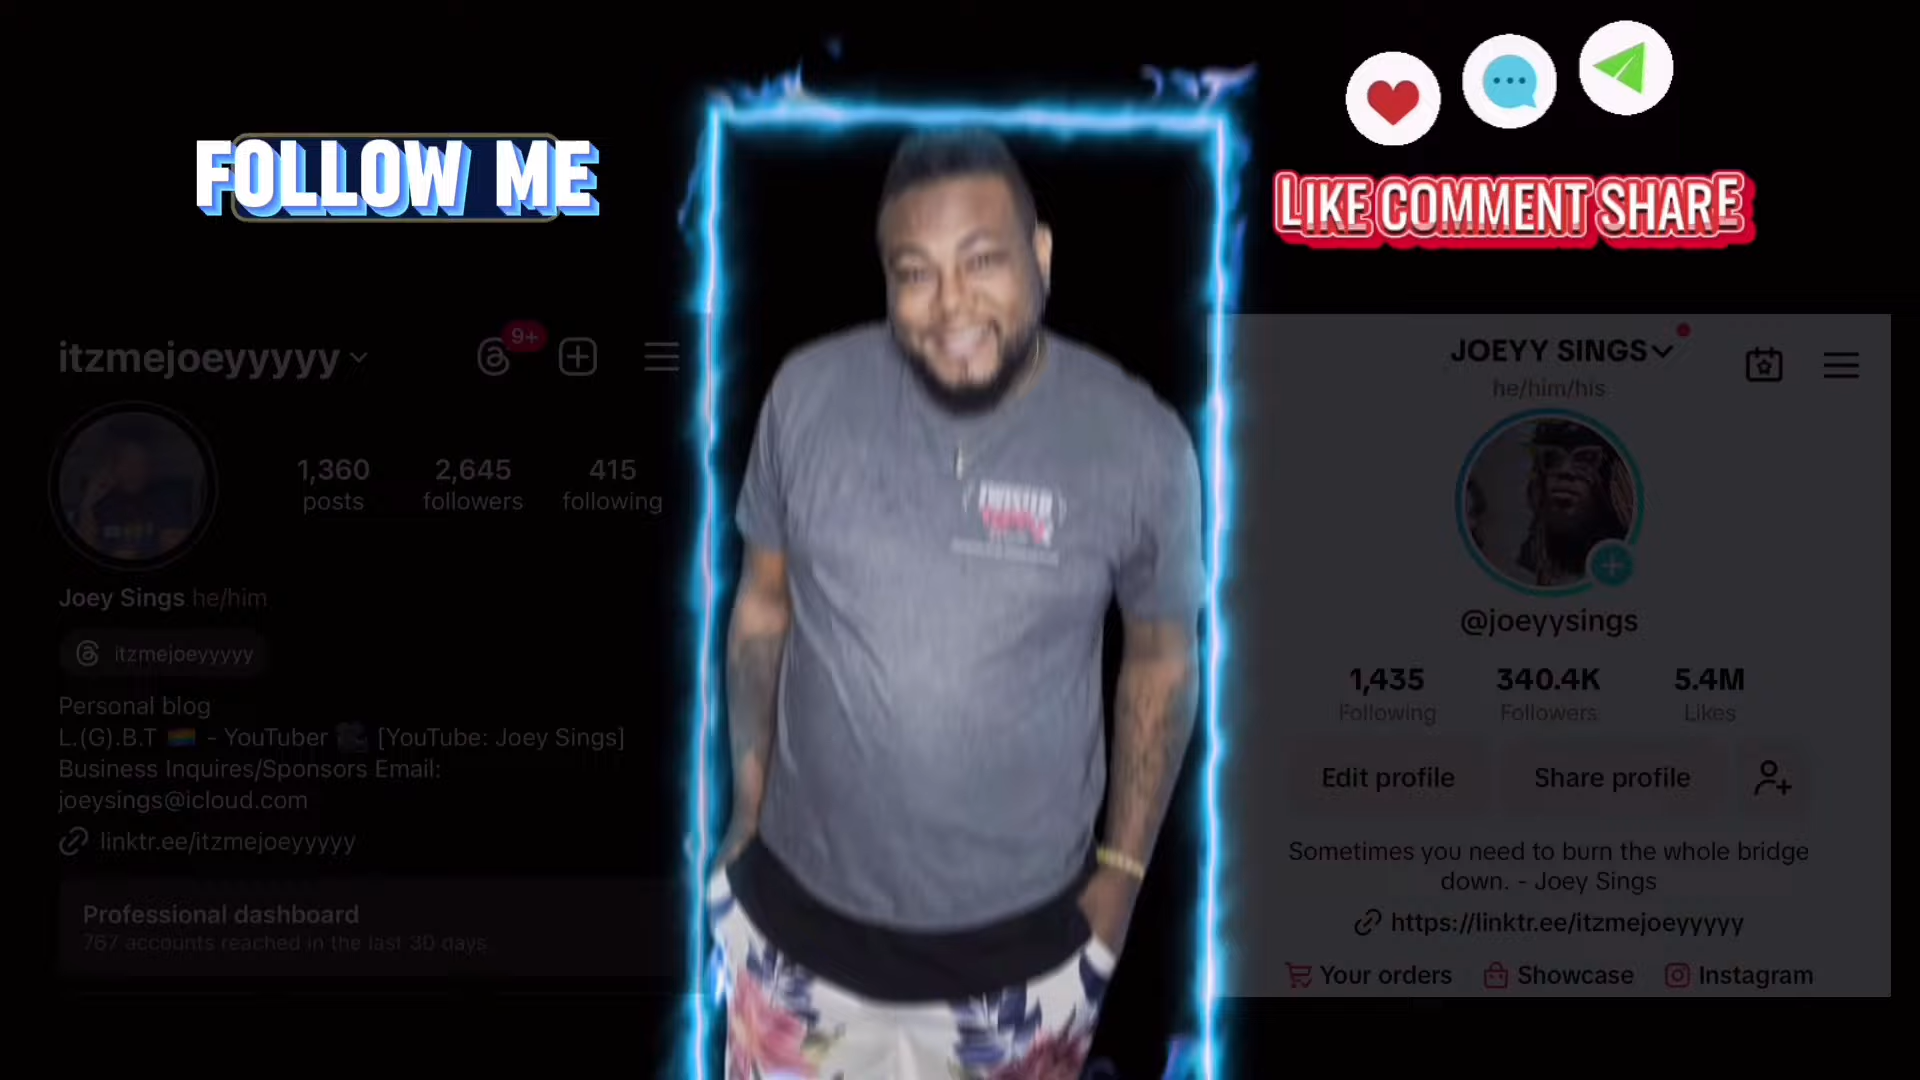 FOLLOW ME
LIKE COMMENT SHARE
itzmejoeyyyyy
9+
1,360 posts
2,645 followers
415 following
Joey Sings he/him
itzmejoeyyyyy
Personal blog
L.(G).B.T 🏳️‍🌈 - YouTuber [YouTube: Joey Sings]
Business Inquires/Sponsors Email:
joeysings@icloud.com
linktr.ee/itzmejoeyyyyy
Professional dashboard
767 accounts reached in the last 30 days
TWISTED
JOEYY SINGS
he/him/his
@joeyysings
1,435 Following
340.4K Followers
5.4M Likes
Edit profile
Share profile
Sometimes you need to burn the whole bridge
down. - Joey Sings
https://linktr.ee/itzmejoeyyyyy
Your orders
Showcase
Instagram